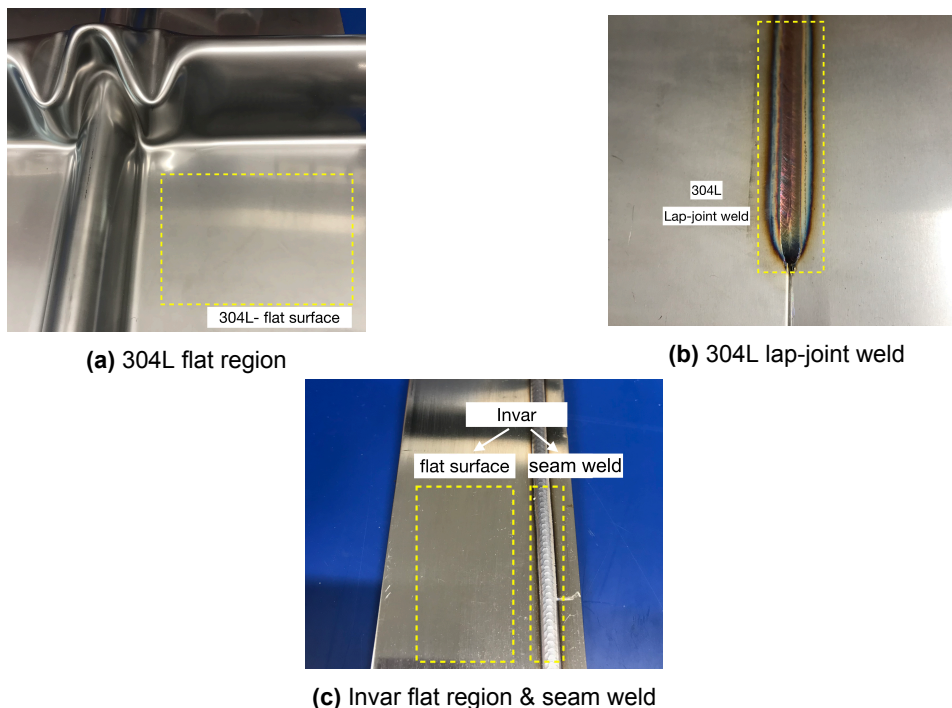 304L- flat surface
(a) 304L flat region
304L
Lap-joint weld
(b) 304L lap-joint weld
Invar
flat surface
seam weld
(c) Invar flat region & seam weld